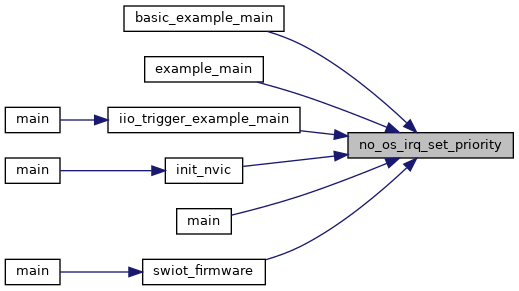 basic_example_main
example_main
main
iio_trigger_example_main
no_os_irq_set_priority
main
init_nvic
main
main
swiot_firmware